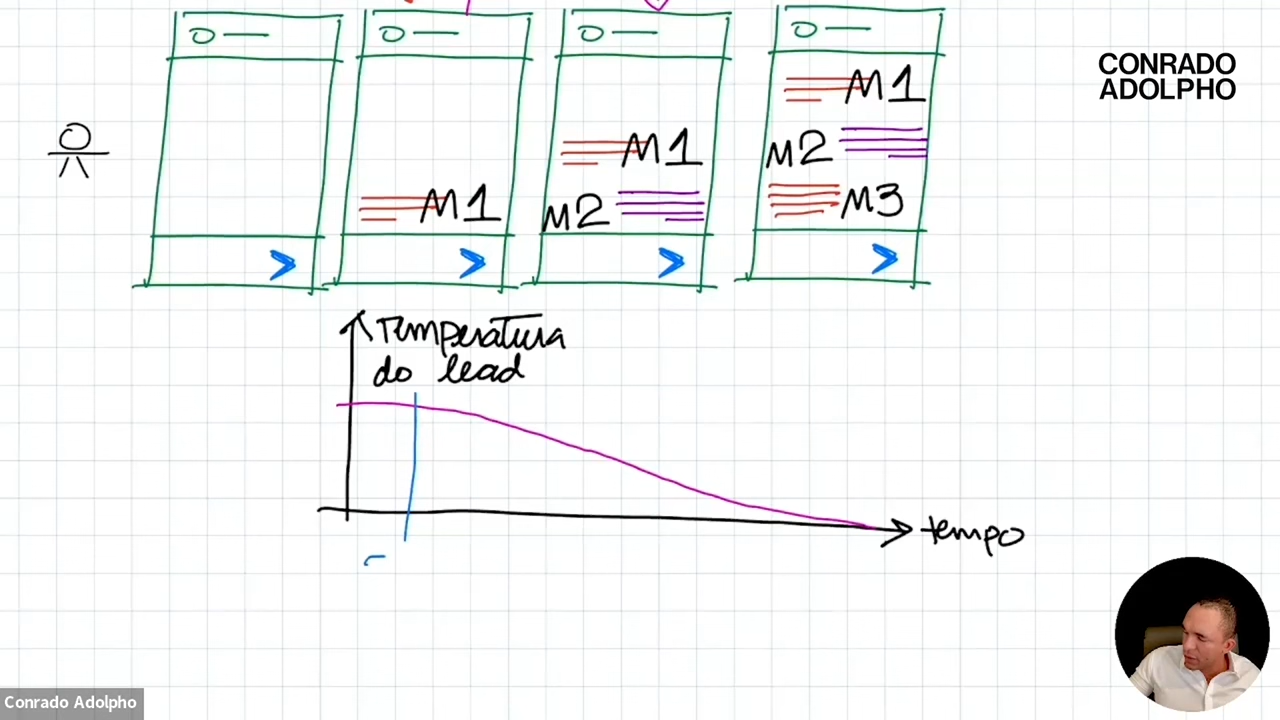 CONRADO
ADOLPHO
M1
M1
M2
M1
M2
M3
Temperatura
do lead
tempo
Conrado Adolpho